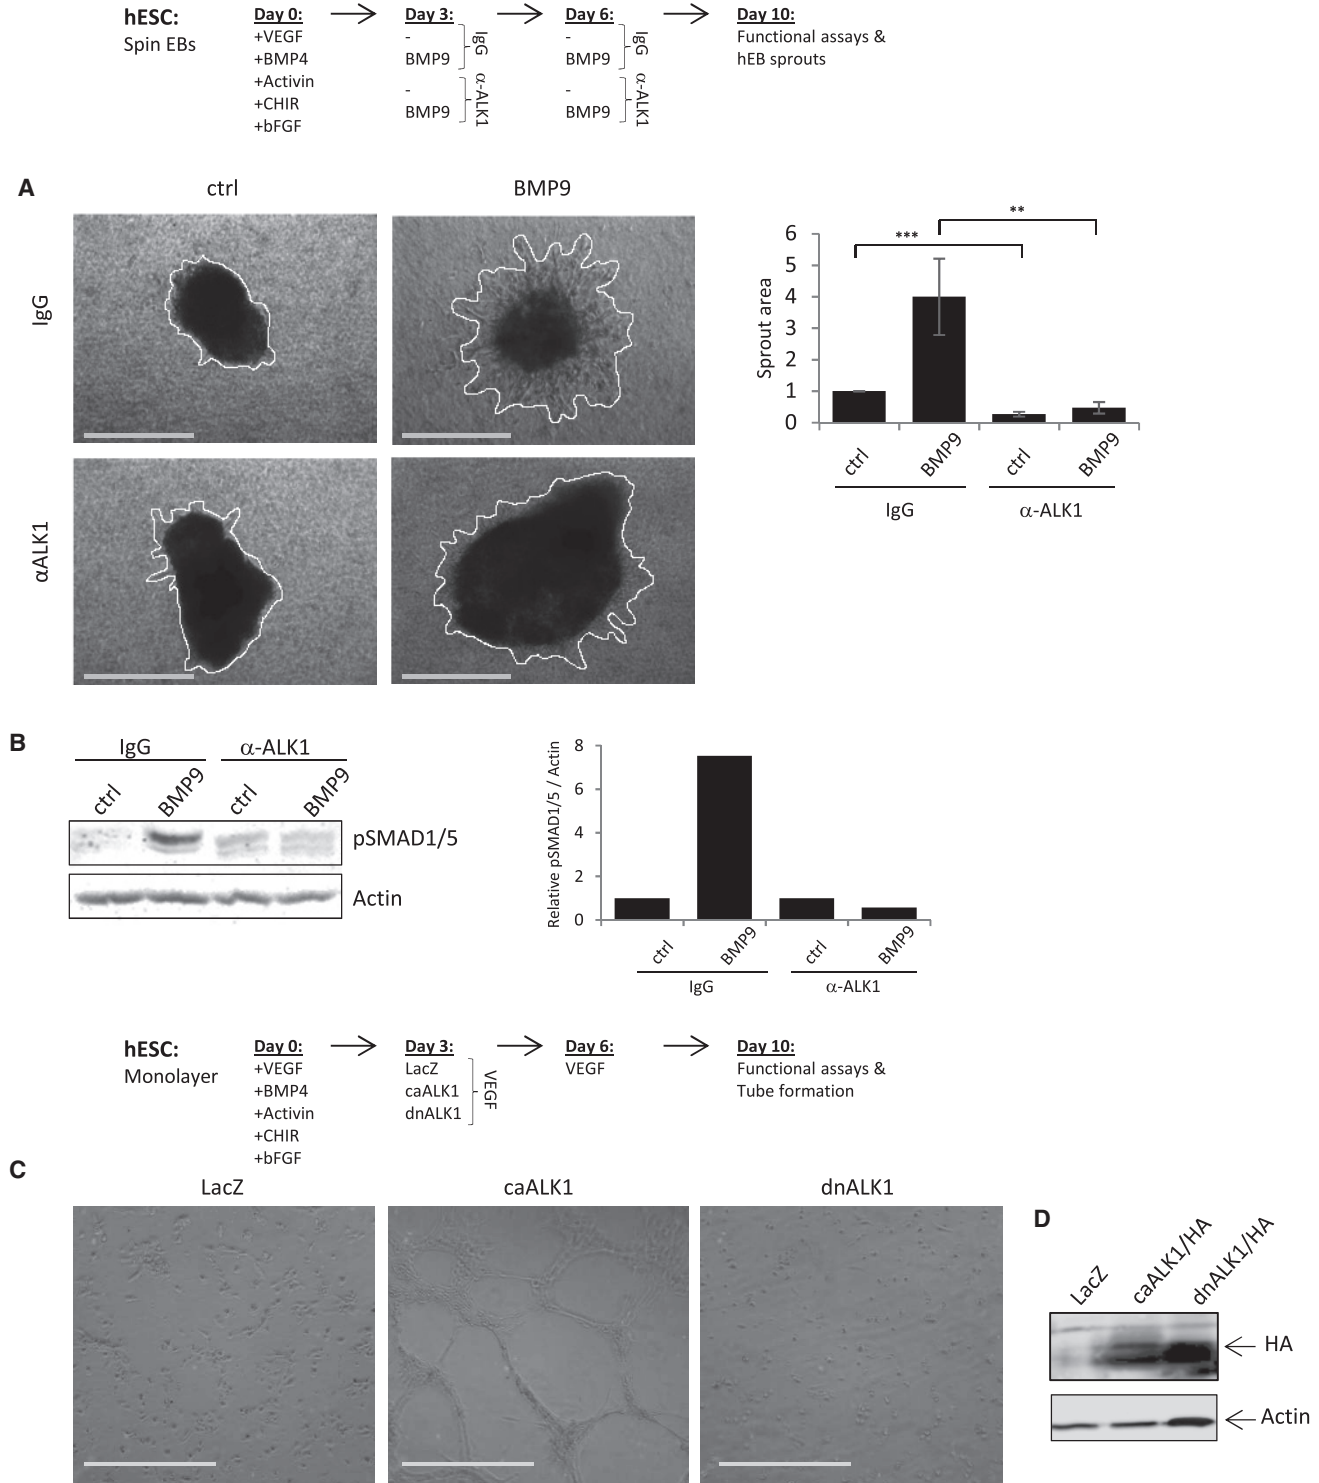 hESC: Day 0: Day 3: Day 6: Day 10:
Spin EBs +VEGF - IgG - IgG Functional assays &
+BMP4 BMP9 BMP9 hEB sprouts
+Activin - α-ALK1 - α-ALK1
+CHIR BMP9 BMP9
+bFGF
A
ctrl BMP9
IgG
αALK1
Sprout area
6
5
4
3
2
1
0
***
**
ctrl BMP9 ctrl BMP9
IgG α-ALK1
B
IgG α-ALK1
ctrl BMP9 ctrl BMP9
pSMAD1/5
Actin
Relative pSMAD1/5 / Actin
8
6
4
2
0
ctrl BMP9 ctrl BMP9
IgG α-ALK1
hESC: Day 0: Day 3: Day 6: Day 10:
Monolayer +VEGF LacZ VEGF VEGF Functional assays &
+BMP4 caALK1 Tube formation
+Activin dnALK1
+CHIR
+bFGF
C
LacZ caALK1 dnALK1
D
LacZ caALK1/HA dnALK1/HA
HA
Actin